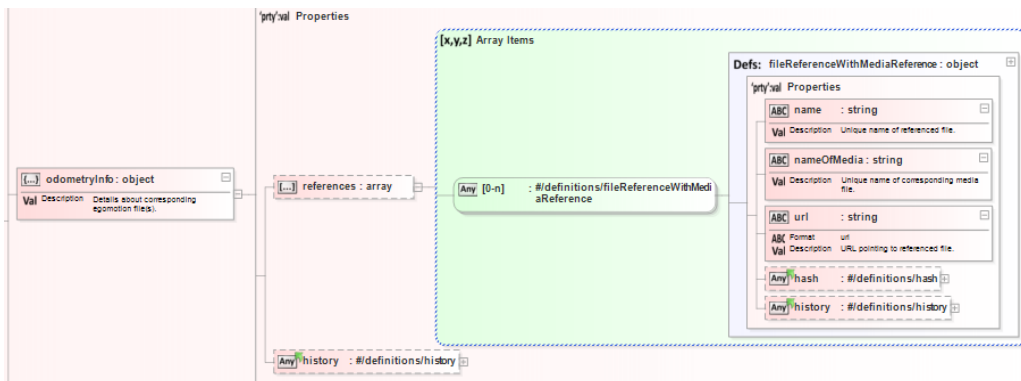 'prty':val Properties
[x,y,z] Array Items
Defs: fileReferenceWithMediaReference : object
'prty':val Properties
ABC name : string
Val Description Unique name of referenced file.
ABC nameOfMedia : string
Val Description Unique name of corresponding media
file.
{...} odometryInfo : object
Val Description Details about corresponding
egomotion file(s).
[...] references : array
Any [0-n] : #/definitions/fileReferenceWithMedi
aReference
ABC url : string
ABC Format uri
Val Description URL pointing to referenced file.
Any hash : #/definitions/hash
Any history : #/definitions/history
Any history : #/definitions/history